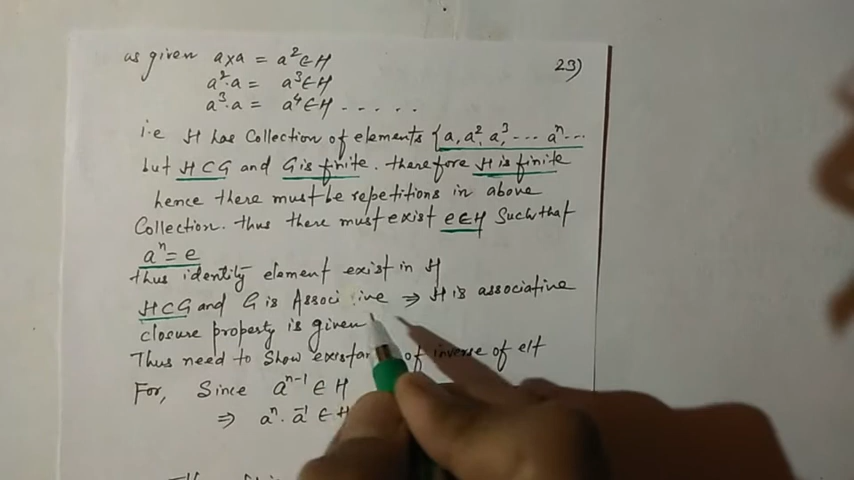 as given a×a = a² ∈ H
23)
a²·a = a³ ∈ H
a³·a = a⁴ ∈ H . . . . .
i.e H has Collection of elements {a, a², a³, ... aⁿ ...
but H ⊂ G and G is finite. therefore H is finite
hence there must be repetitions in above
Collection. thus there must exist e ∈ H Such that
aⁿ = e
thus identity element exist in H
H ⊂ G and G is Associ ive ⇒ H is associative
closure property is given
Thus need to Show of inverse of elt
For, Since aⁿ⁻¹ ∈ H
⇒ aⁿ · a⁻¹ ∈ H